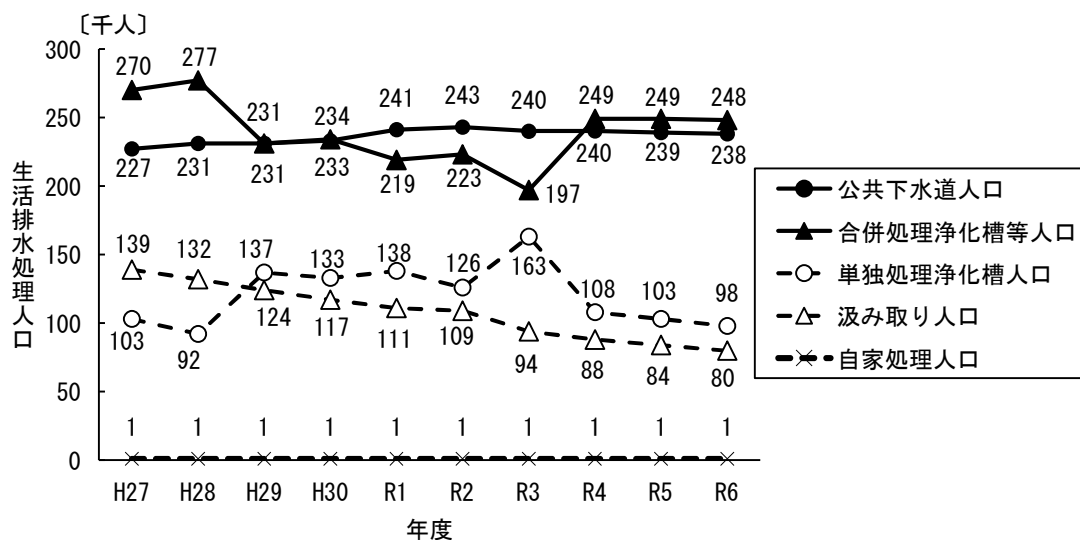 〔千人〕
300
250
200
150
100
50
0
生活排水処理人口
270 277 231 234 241 243 240 249 249 248
227 231 231 233 219 223 197 240 239 238
139 132 137 133 138 126 163 108 103 98
103 92 124 117 111 109 94 88 84 80
1 1 1 1 1 1 1 1 1 1
H27 H28 H29 H30 R1 R2 R3 R4 R5 R6
年度
公共下水道人口
合併処理浄化槽等人口
単独処理浄化槽人口
汲み取り人口
自家処理人口